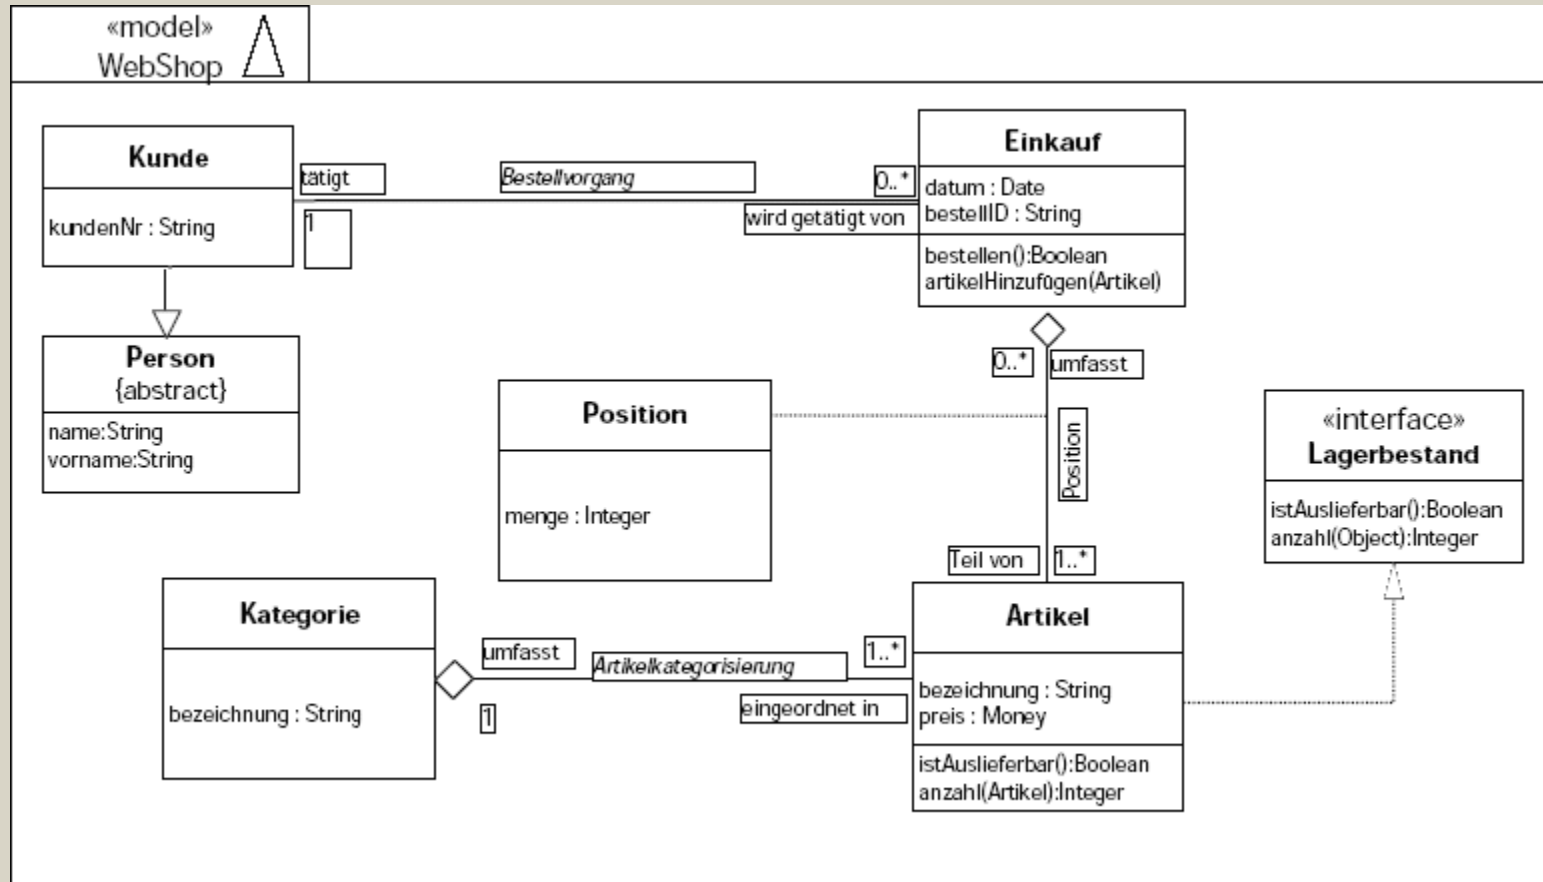 «model»
WebShop
Kunde
kundenNr : String
tätigt
1
Bestellvorgang
0..*
wird getätigt von
Einkauf
datum : Date
bestellID : String
bestellen():Boolean
artikelHinzufügen(Artikel)
Person
{abstract}
name:String
vorname:String
0..*
umfasst
Position
Teil von
1..*
Position
menge : Integer
«interface»
Lagerbestand
istAuslieferbar():Boolean
anzahl(Object):Integer
Kategorie
bezeichnung : String
umfasst
1
Artikelkategorisierung
1..*
eingeordnet in
Artikel
bezeichnung : String
preis : Money
istAuslieferbar():Boolean
anzahl(Artikel):Integer